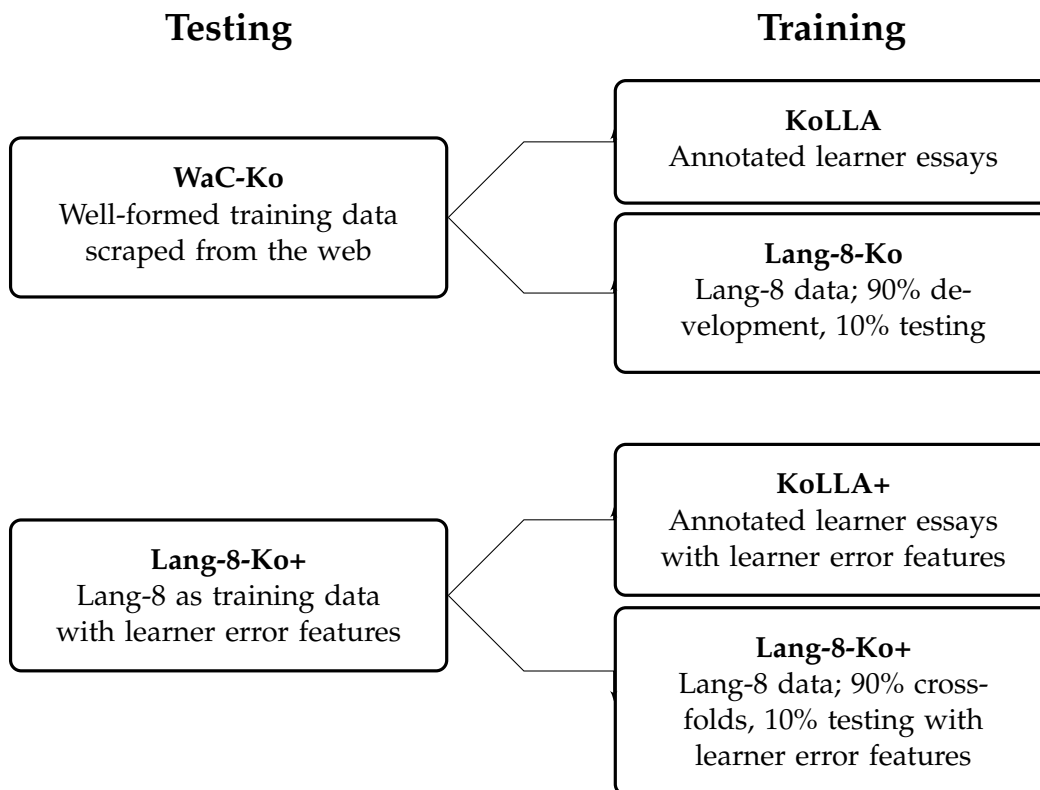 Testing
Training
WaC-Ko
Well-formed training data
scraped from the web
KoLLA
Annotated learner essays
Lang-8-Ko
Lang-8 data; 90% de-
velopment, 10% testing
Lang-8-Ko+
Lang-8 as training data
with learner error features
KoLLA+
Annotated learner essays
with learner error features
Lang-8-Ko+
Lang-8 data; 90% cross-
folds, 10% testing with
learner error features